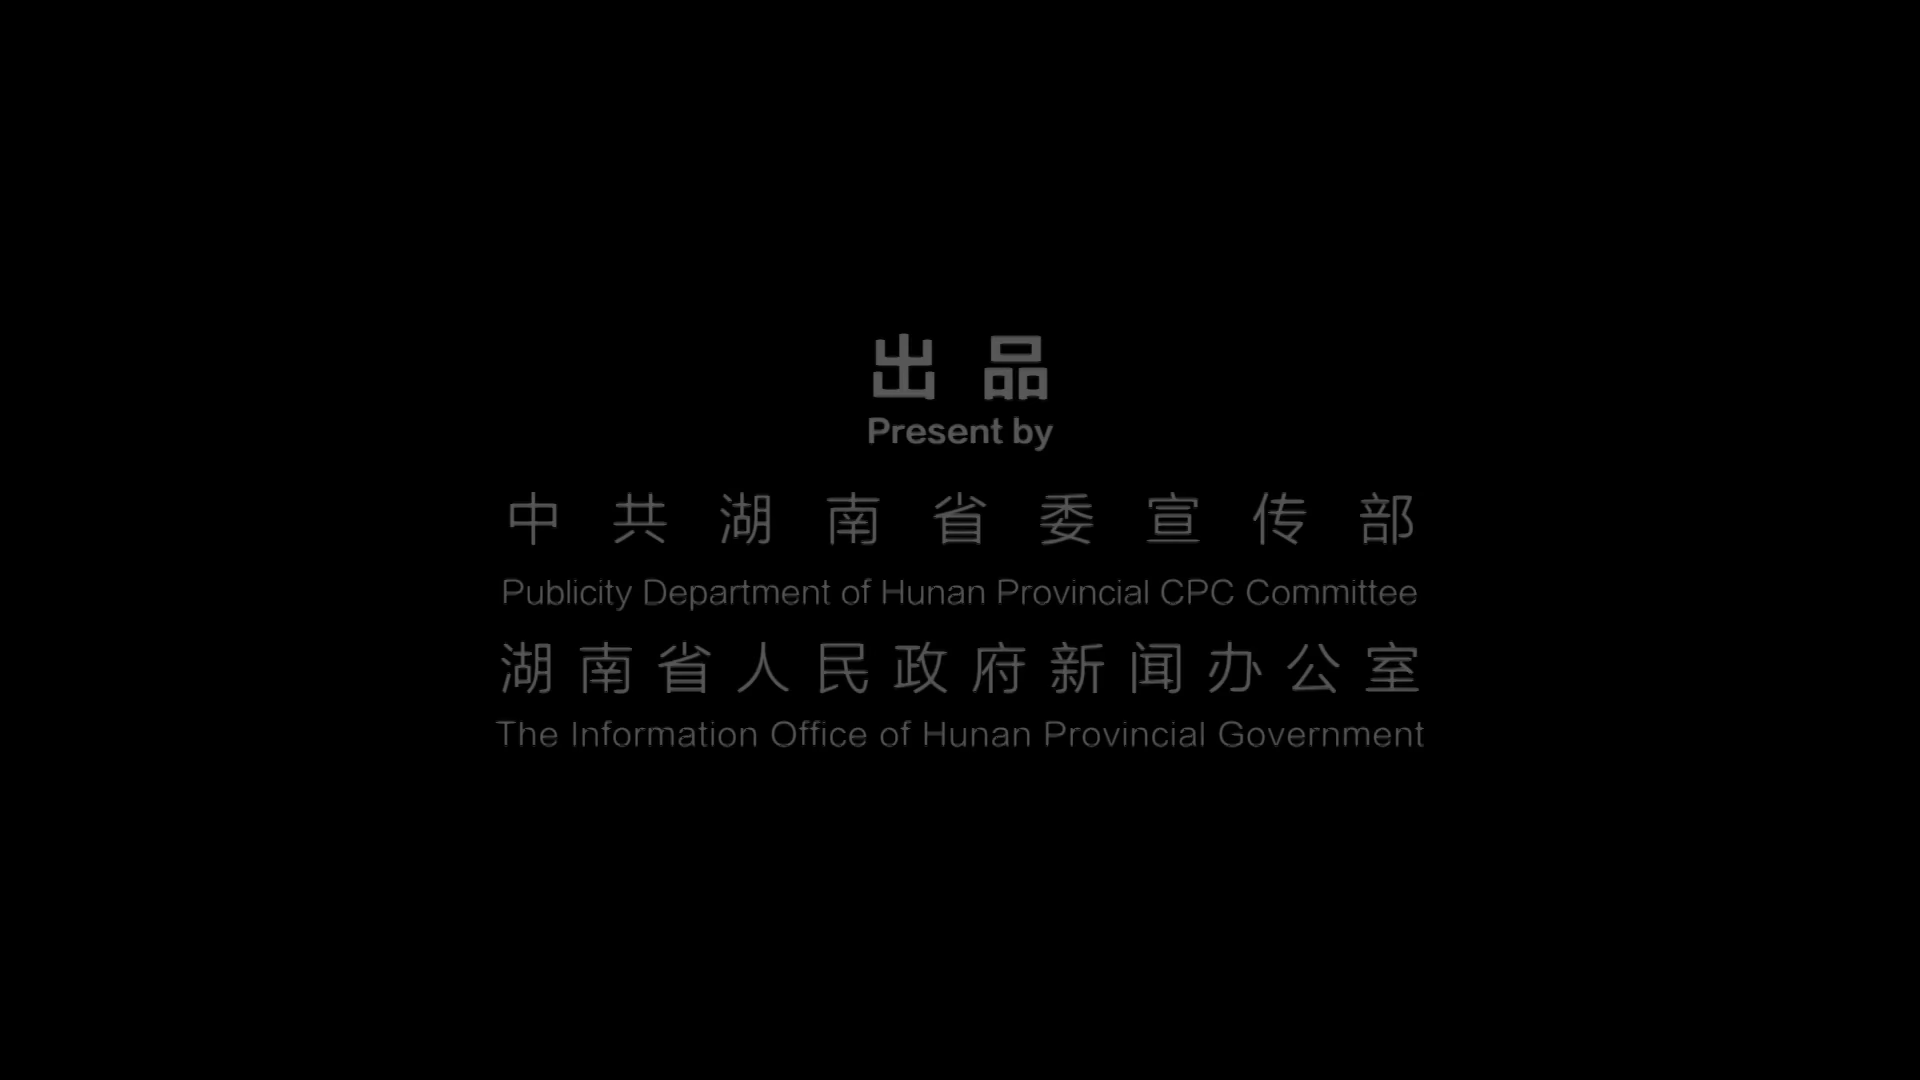 出品
Present by
中共湖南省委宣传部
Publicity Department of Hunan Provincial CPC Committee
湖南省人民政府新闻办公室
The Information Office of Hunan Provincial Government